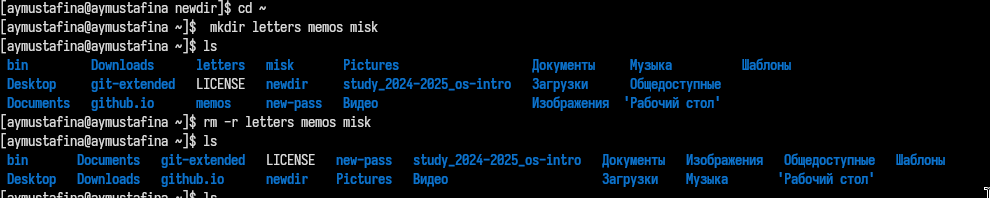 [aymustafina@aymustafina newdir]$ cd ~
[aymustafina@aymustafina ~]$  mkdir letters memos misk
[aymustafina@aymustafina ~]$ ls
bin Downloads letters misk Pictures Документы Музыка Шаблоны
Desktop git-extended LICENSE newdir study_2024-2025_os-intro Загрузки Общедоступные
Documents github.io memos new-pass Видео Изображения 'Рабочий стол'
[aymustafina@aymustafina ~]$ rm -r letters memos misk
[aymustafina@aymustafina ~]$ ls
bin Documents git-extended LICENSE new-pass study_2024-2025_os-intro Документы Изображения Общедоступные Шаблоны
Desktop Downloads github.io newdir Pictures Видео Загрузки Музыка 'Рабочий стол'
[aymustafina@aymustafina ~]$ ls